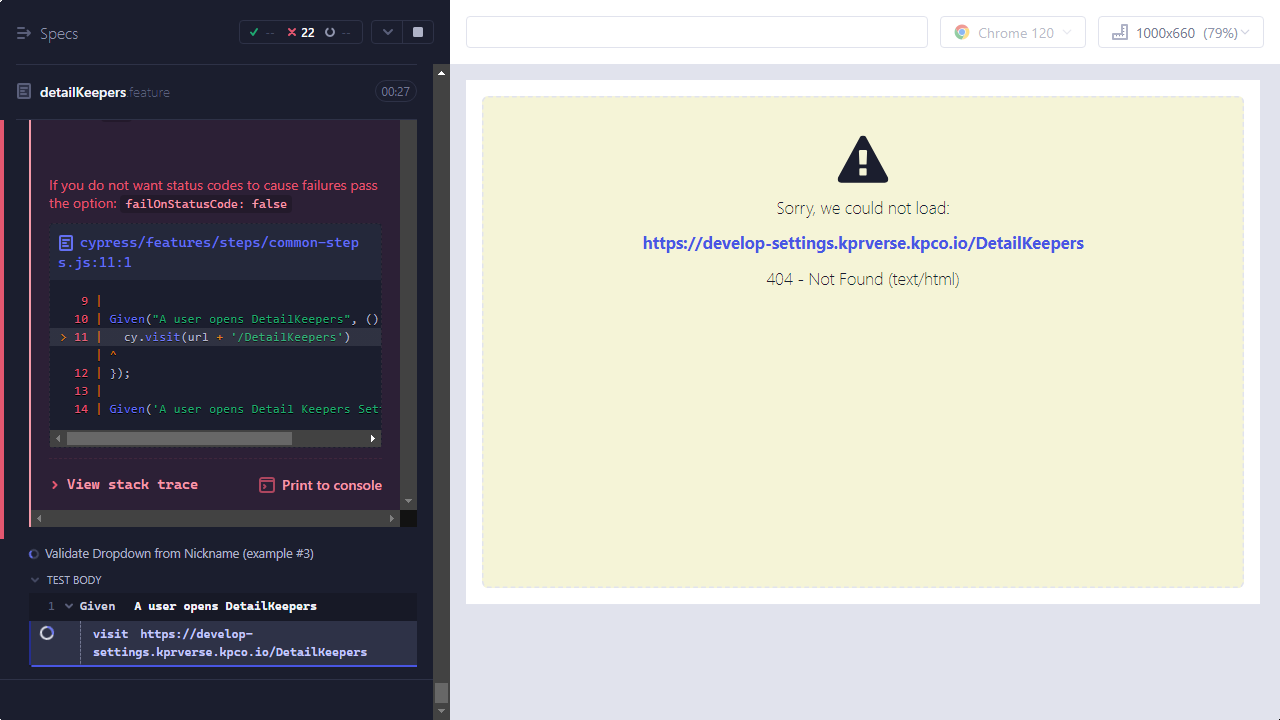 Specs
--
22
--
detailKeepers.feature
00:27
If you do not want status codes to cause failures pass
the option: failOnStatusCode: false
cypress/features/steps/common-step
s.js:11:1
9 |
10 | Given("A user opens DetailKeepers", ()
> 11 |   cy.visit(url + '/DetailKeepers')
| ^
12 | });
13 |
14 | Given('A user opens Detail Keepers Set
View stack trace
Print to console
Validate Dropdown from Nickname (example #3)
TEST BODY
1 Given A user opens DetailKeepers
visit https://develop-
settings.kprverse.kpco.io/DetailKeepers
Chrome 120
1000x660 (79%)
Sorry, we could not load:
https://develop-settings.kprverse.kpco.io/DetailKeepers
404 - Not Found (text/html)